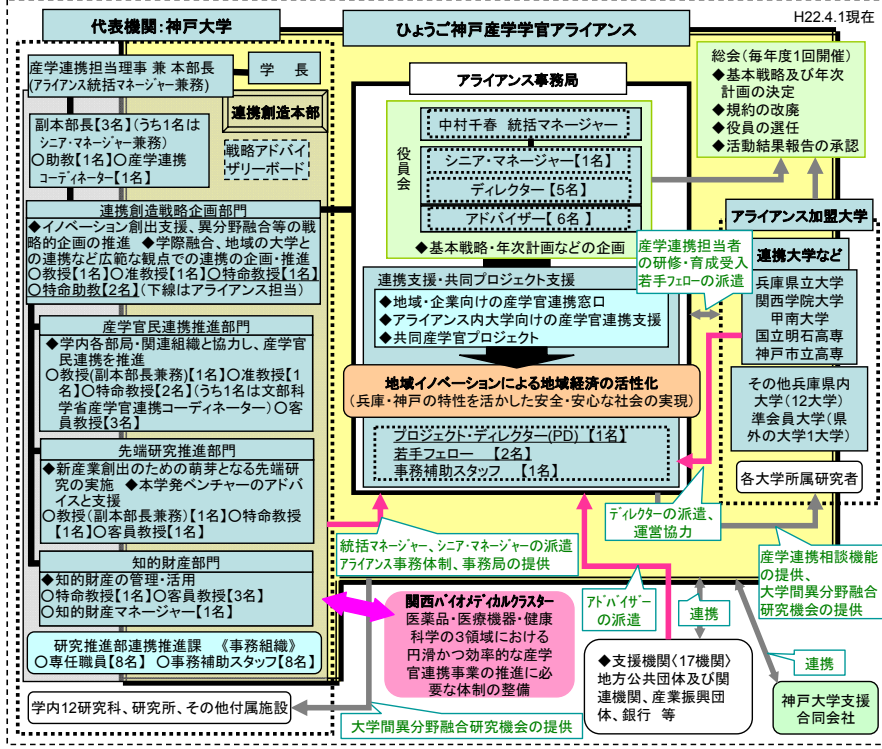 H22.4.1現在
代表機関:神戸大学
ひょうご神戸産学学官アライアンス
産学連携担当理事 兼 本部長
(アライアンス統括マネージャー兼務)
学 長
連携創造本部
副本部長【3名】(うち1名は
シニア・マネージャー兼務)
〇助教【1名】〇産学連携
コーディネーター【1名】
戦略アドバイ
ザリーボード
連携創造戦略企画部門
◆イノベーション創出支援、異分野融合等の戦
略的企画の推進 ◆学際融合、地域の大学と
の連携など広範な観点での連携の企画・推進
〇教授【1名】〇准教授【1名】〇特命教授【1名】
〇特命助教【2名】(下線はアライアンス担当)
産学官民連携推進部門
◆学内各部局・関連組織と協力し、産学官
民連携を推進
〇教授(副本部長兼務)【1名】〇准教授【1
名】〇特命教授【2名】(うち1名は文部科
学省産学官連携コーディネーター)〇客
員教授【3名】
先端研究推進部門
◆新産業創出のための萌芽となる先端研
究の実施 ◆本学発ベンチャーのアドバ
イスと支援
〇教授(副本部長兼務)【1名】〇特命教授
【1名】〇客員教授【1名】
知的財産部門
◆知的財産の管理・活用
〇特命教授【1名】〇客員教授【3名】
〇知的財産マネージャー【1名】
研究推進部連携推進課 《事務組織》
〇専任職員【8名】 〇事務補助スタッフ【8名】
学内12研究科、研究所、その他付属施設
アライアンス事務局
役員会
中村千春 統括マネージャー
シニア・マネージャー【1名】
ディレクター【5名】
アドバイザー【 6名 】
◆基本戦略・年次計画などの企画
連携支援・共同プロジェクト支援
◆地域・企業向けの産学官連携窓口
◆アライアンス内大学向けの産学官連携支援
◆共同産学官プロジェクト
地域イノベーションによる地域経済の活性化
(兵庫・神戸の特性を活かした安全・安心な社会の実現)
プロジェクト・ディレクター(PD) 【1名】
若手フェロー 【2名】
事務補助スタッフ 【1名】
統括マネージャー、シニア・マネージャーの派遣
アライアンス事務体制、事務局の提供
関西バイオメディカルクラスター
医薬品・医療機器・健康
科学の3領域における
円滑かつ効率的な産学
官連携事業の推進に必
要な体制の整備
大学間異分野融合研究機会の提供
総会(毎年度1回開催)
◆基本戦略及び年次
計画の決定
◆規約の改廃
◆役員の選任
◆活動結果報告の承認
アライアンス加盟大学
産学連携担当者
の研修・育成受入
若手フェローの派遣
連携大学など
兵庫県立大学
関西学院大学
甲南大学
国立明石高専
神戸市立高専
その他兵庫県内
大学(12大学)
準会員大学(県
外の大学1大学)
各大学所属研究者
ディレクターの派遣、
運営協力
産学連携相談機能
の提供、
大学間異分野融合
研究機会の提供
アドバイザー
の派遣
連携
◆支援機関〈17機関〉
地方公共団体及び関
連機関、産業振興団
体、銀行 等
連携
神戸大学支援
合同会社